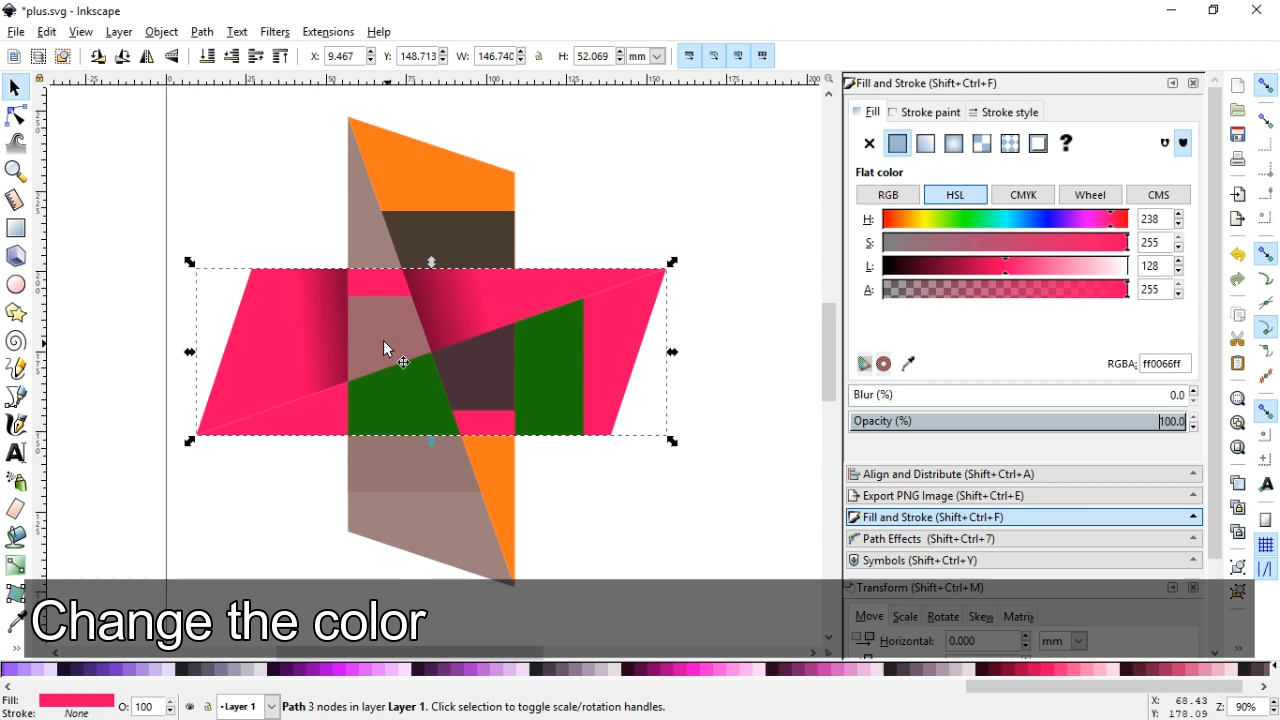 *plus.svg - Inkscape
File Edit View Layer Object Path Text Filters Extensions Help
X: 9.467 Y: 148.713 W: 146.740 H: 52.069 mm
Fill and Stroke (Shift+Ctrl+F)
Fill Stroke paint Stroke style
?
Flat color
RGB HSL CMYK Wheel CMS
H: 238
S: 255
L: 128
A: 255
RGBA: ff0066ff
Blur (%) 0.0
Opacity (%) 100.0
Align and Distribute (Shift+Ctrl+A)
Export PNG Image (Shift+Ctrl+E)
Fill and Stroke (Shift+Ctrl+F)
Path Effects (Shift+Ctrl+7)
Symbols (Shift+Ctrl+Y)
Transform (Shift+Ctrl+M)
Move Scale Rotate Skew Matrix
Horizontal: 0.000 mm
Change the color
Fill:
Stroke: None
O: 100
Layer 1
Path 3 nodes in layer Layer 1. Click selection to toggle scale/rotation handles.
X: 68.43
Y: 178.09
Z: 90%